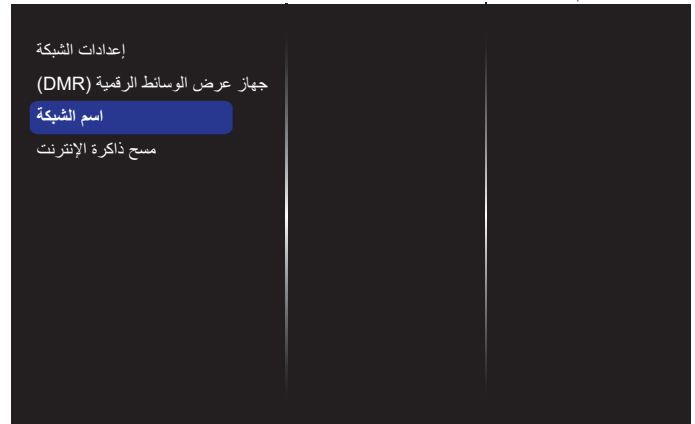 إعدادات الشبكة
جهاز عرض الوسائط الرقمية (DMR)
اسم الشبكة
مسح ذاكرة الإنترنت